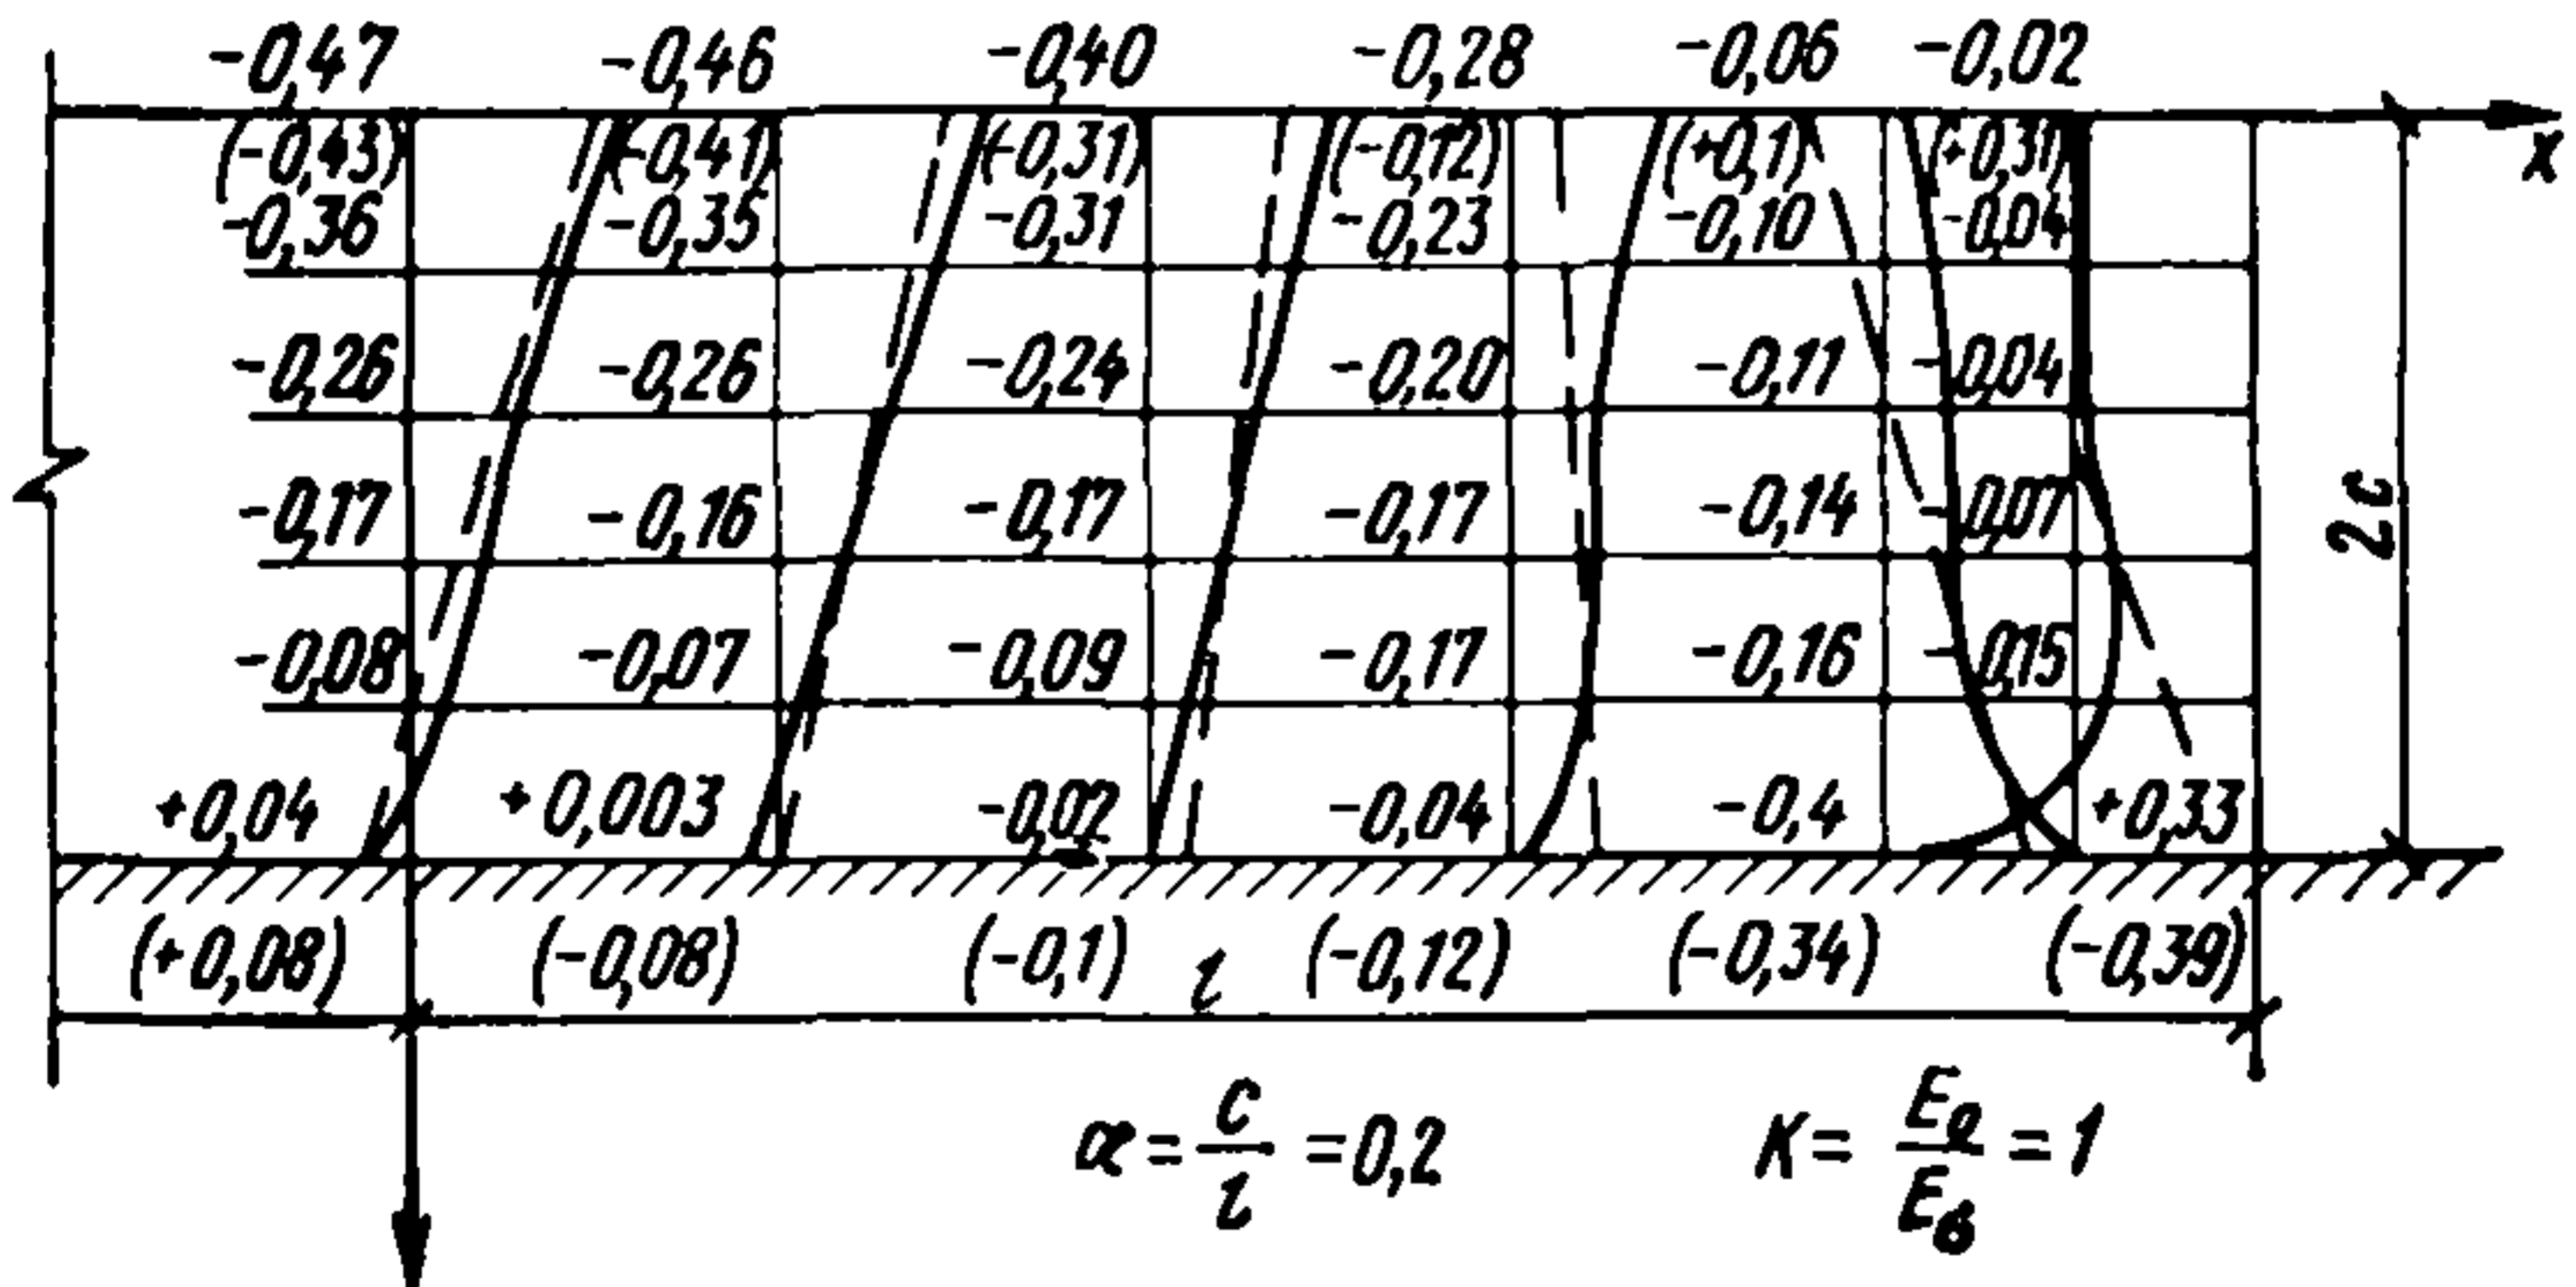 -0,47 -0,46 -0,40 -0,28 -0,06 -0,02
(-0,43) (-0,41) (-0,31) (-0,12) (+0,1) (+0,31)
x
-0,36 -0,35 -0,31 -0,23 -0,10 -0,04
-0,26 -0,26 -0,24 -0,20 -0,11 -0,04
-0,17 -0,16 -0,17 -0,17 -0,14 -0,07
2c
-0,08 -0,07 -0,09 -0,17 -0,16 -0,15
+0,04 +0,003 -0,02 -0,04 -0,4 +0,33
(+0,08) (-0,08) (-0,1) (-0,12) (-0,34) (-0,39)
l
α = c/l = 0,2 K = Eℓ/Eв = 1